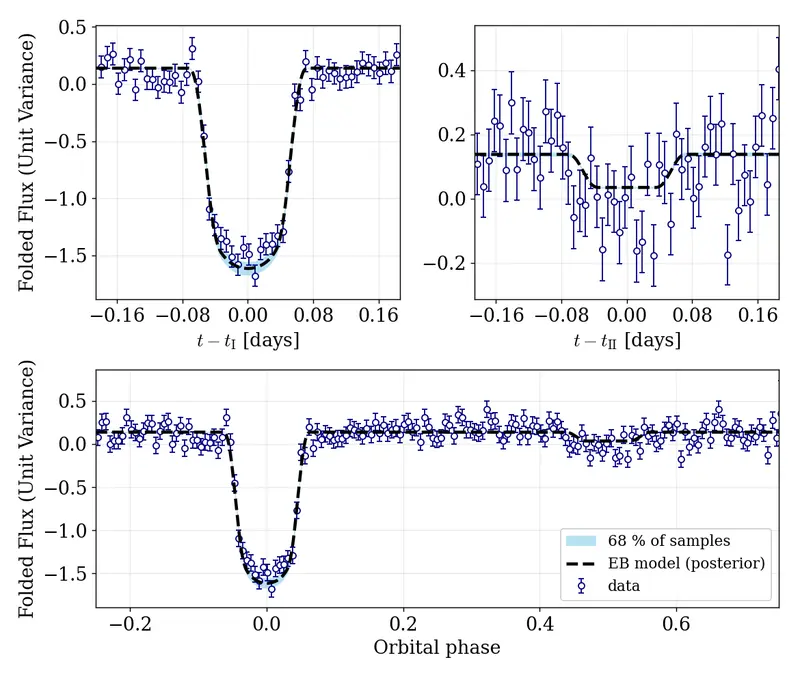 0.5
0.0
−0.5
−1.0
−1.5
Folded Flux (Unit Variance)
−0.16 −0.08 0.00 0.08 0.16
t − t_I [days]
0.4
0.2
0.0
−0.2
−0.16 −0.08 0.00 0.08 0.16
t − t_II [days]
0.5
0.0
−0.5
−1.0
−1.5
Folded Flux (Unit Variance)
68 % of samples
EB model (posterior)
data
−0.2 0.0 0.2 0.4 0.6
Orbital phase